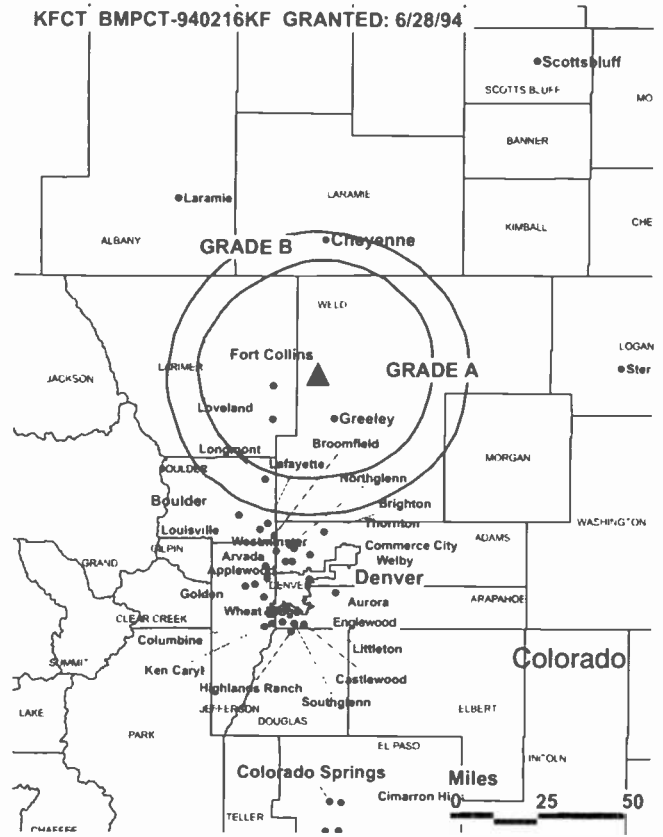 KFCT BMPCT-940216KF GRANTED: 6/28/94
Scottsbluff
SCOTTS BLUFF
MO
BANNER
Laramie
LARAMIE
KIMBALL
CHE
ALBANY
GRADE B
Cheyenne
WELD
Fort Collins
LOGAN
LARIMER
GRADE A
Ster
JACKSON
Loveland
Greeley
Broomfield
Longmont
Lafayette
MORGAN
BOULDER
Northglenn
Boulder
Brighton
Thornton
WASHINGTON
Louisville
Westminster
ADAMS
GILPIN
Commerce City
Arvada
Welby
GRAND
Applewood
Denver
DENVER
Golden
Aurora
ARAPAHOE
Wheat
CLEAR CREEK
Englewood
Columbine
Littleton
Colorado
SUMMIT
Ken Caryl
Castlewood
Highlands Ranch
Southglenn
LAKE
JEFFERSON
ELBERT
DOUGLAS
PARK
EL PASO
INCOLN
Colorado Springs
Miles
Cimarron Hi
0 25 50
TELLER
CHAFFEE